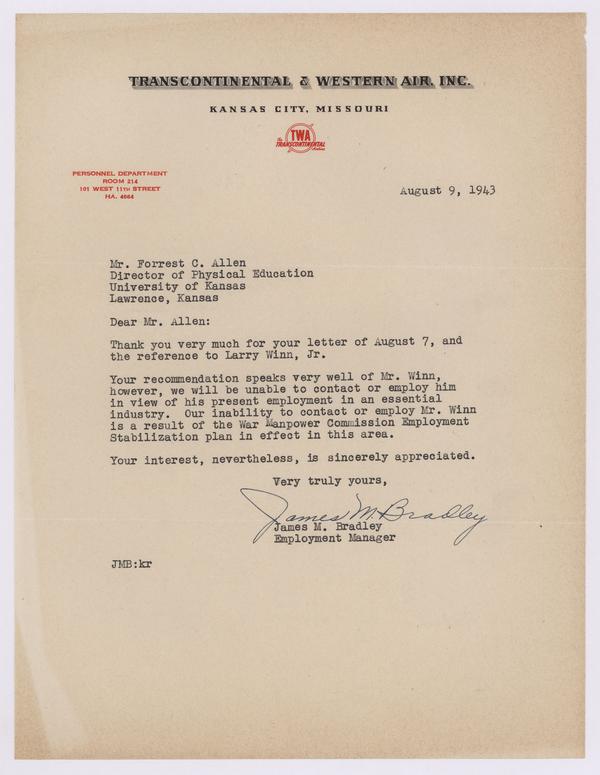 TRANSCONTINENTAL & WESTERN AIR, INC.
KANSAS CITY, MISSOURI
TWA
The
TRANSCONTINENTAL
Airline
PERSONNEL DEPARTMENT
ROOM 214
101 WEST 11TH STREET
HA. 4664
August 9, 1943
Mr. Forrest C. Allen
Director of Physical Education
University of Kansas
Lawrence, Kansas
Dear Mr. Allen:
Thank you very much for your letter of August 7, and
the reference to Larry Winn, Jr.
Your recommendation speaks very well of Mr. Winn,
however, we will be unable to contact or employ him
in view of his present employment in an essential
industry. Our inability to contact or employ Mr. Winn
is a result of the War Manpower Commission Employment
Stabilization plan in effect in this area.
Your interest, nevertheless, is sincerely appreciated.
Very truly yours,
James M. Bradley
James M. Bradley
Employment Manager
JMB:kr